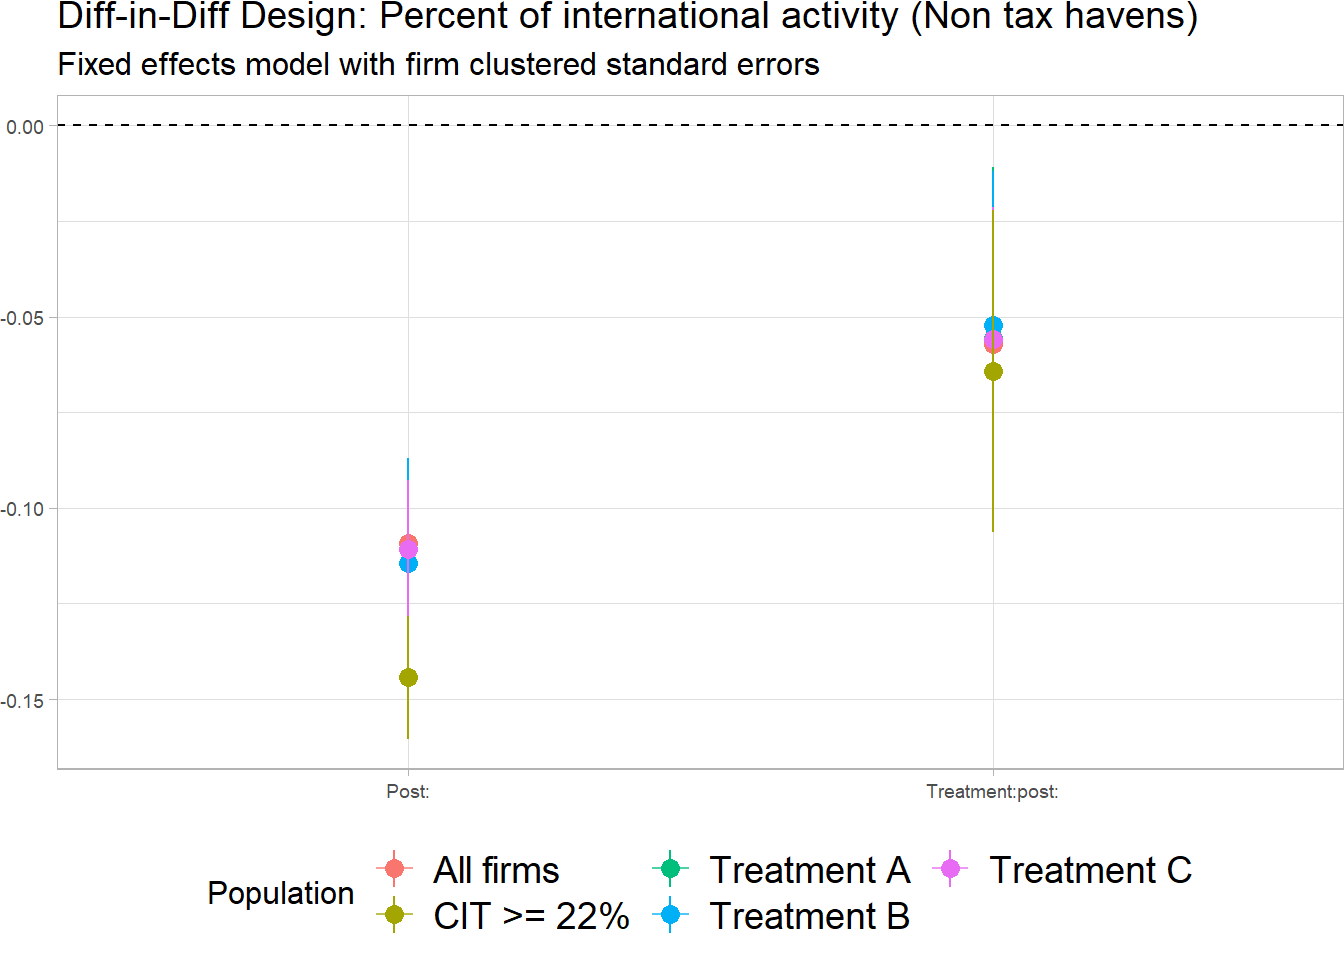 Diff-in-Diff Design: Percent of international activity (Non tax havens)
Fixed effects model with firm clustered standard errors
0.00
-0.05
-0.10
-0.15
Post:
Treatment:post:
Population
All firms
Treatment A
Treatment C
CIT >= 22%
Treatment B